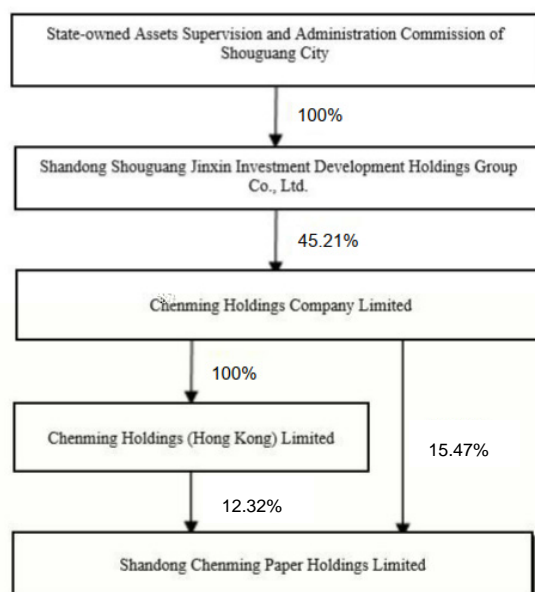 State-owned Assets Supervision and Administration Commission of
Shouguang City
100%
Shandong Shouguang Jinxin Investment Development Holdings Group
Co., Ltd.
45.21%
Chenming Holdings Company Limited
100%
Chenming Holdings (Hong Kong) Limited
15.47%
12.32%
Shandong Chenming Paper Holdings Limited